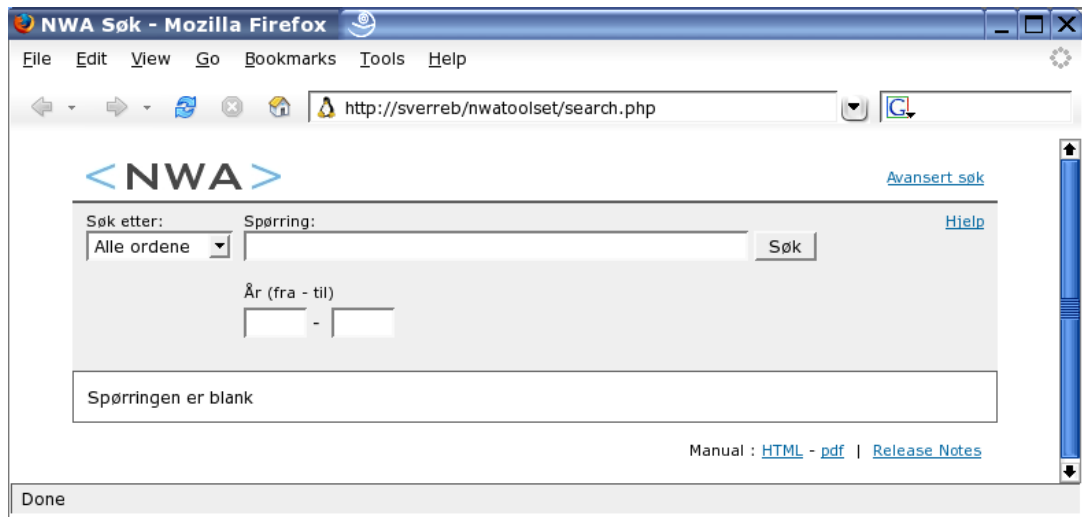 NWA Søk - Mozilla Firefox
File Edit View Go Bookmarks Tools Help
http://sverreb/nwatoolset/search.php
G
<NWA>
Avansert søk
Søk etter: Spørring: Hjelp
Alle ordene Søk
År (fra - til)
-
Spørringen er blank
Manual : HTML - pdf | Release Notes
Done